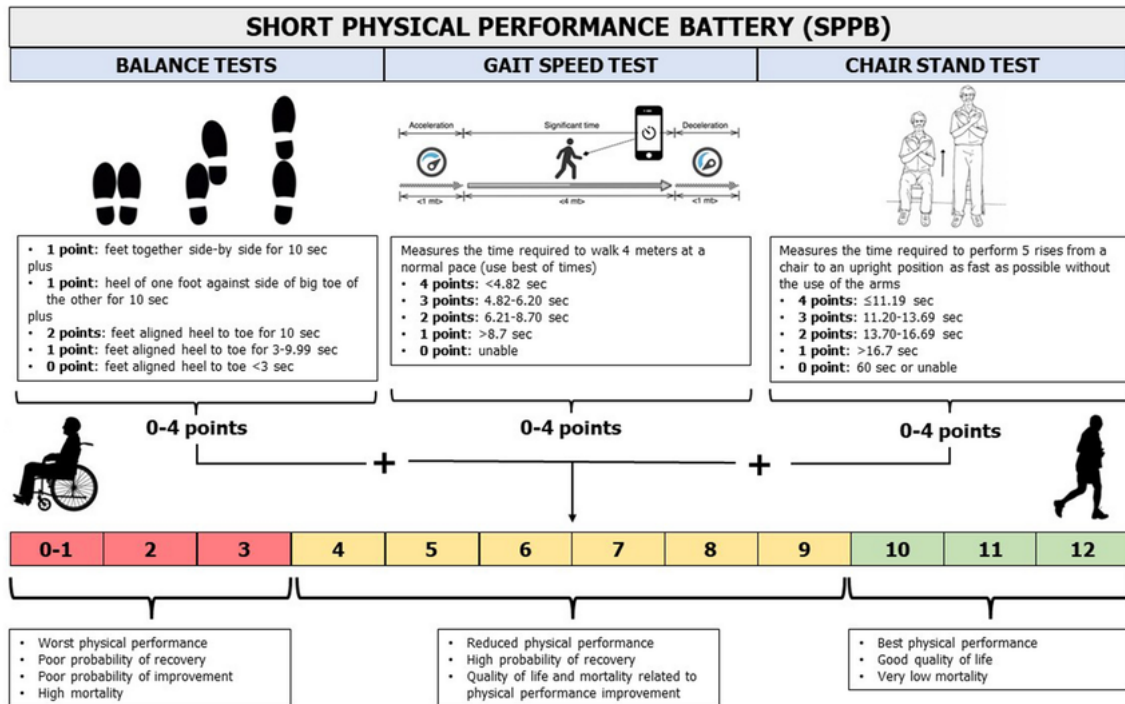 SHORT PHYSICAL PERFORMANCE BATTERY (SPPB)
BALANCE TESTS
GAIT SPEED TEST
CHAIR STAND TEST
Acceleration
Significant time
Deceleration
<1 mt>
<4 mt>
<1 mt>
• 1 point: feet together side-by side for 10 sec
plus
• 1 point: heel of one foot against side of big toe of
the other for 10 sec
plus
• 2 points: feet aligned heel to toe for 10 sec
• 1 point: feet aligned heel to toe for 3-9.99 sec
• 0 point: feet aligned heel to toe <3 sec
Measures the time required to walk 4 meters at a
normal pace (use best of times)
• 4 points: <4.82 sec
• 3 points: 4.82-6.20 sec
• 2 points: 6.21-8.70 sec
• 1 point: >8.7 sec
• 0 point: unable
Measures the time required to perform 5 rises from a
chair to an upright position as fast as possible without
the use of the arms
• 4 points: ≤11.19 sec
• 3 points: 11.20-13.69 sec
• 2 points: 13.70-16.69 sec
• 1 point: >16.7 sec
• 0 point: 60 sec or unable
0-4 points
0-4 points
0-4 points
+
+
0-1 2 3 4 5 6 7 8 9 10 11 12
• Worst physical performance
• Poor probability of recovery
• Poor probability of improvement
• High mortality
• Reduced physical performance
• High probability of recovery
• Quality of life and mortality related to
physical performance improvement
• Best physical performance
• Good quality of life
• Very low mortality